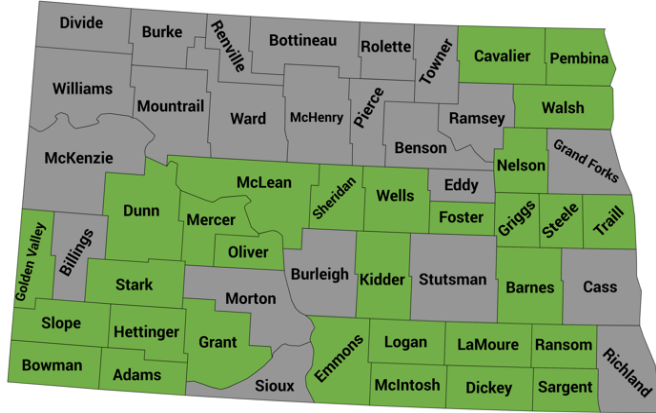 Divide
Burke
Renville
Bottineau
Rolette
Towner
Cavalier
Pembina
Williams
Mountrail
Ward
McHenry
Pierce
Benson
Ramsey
Walsh
McKenzie
Nelson
Grand Forks
McLean
Sheridan
Wells
Eddy
Dunn
Mercer
Foster
Griggs
Steele
Traill
Golden Valley
Billings
Oliver
Burleigh
Kidder
Stutsman
Barnes
Cass
Stark
Morton
Slope
Hettinger
Grant
Emmons
Logan
LaMoure
Ransom
Richland
Bowman
Adams
Sioux
McIntosh
Dickey
Sargent